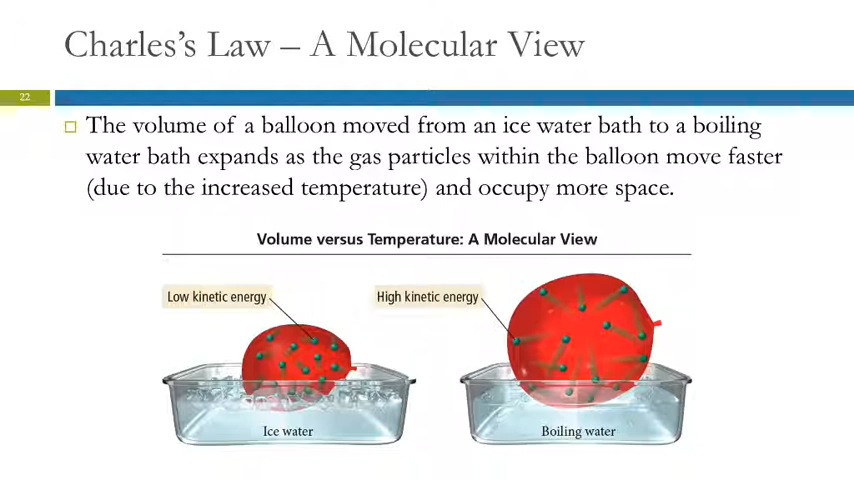 Charles’s Law – A Molecular View
22
The volume of a balloon moved from an ice water bath to a boiling
water bath expands as the gas particles within the balloon move faster
(due to the increased temperature) and occupy more space.
Volume versus Temperature: A Molecular View
Low kinetic energy
High kinetic energy
Ice water
Boiling water